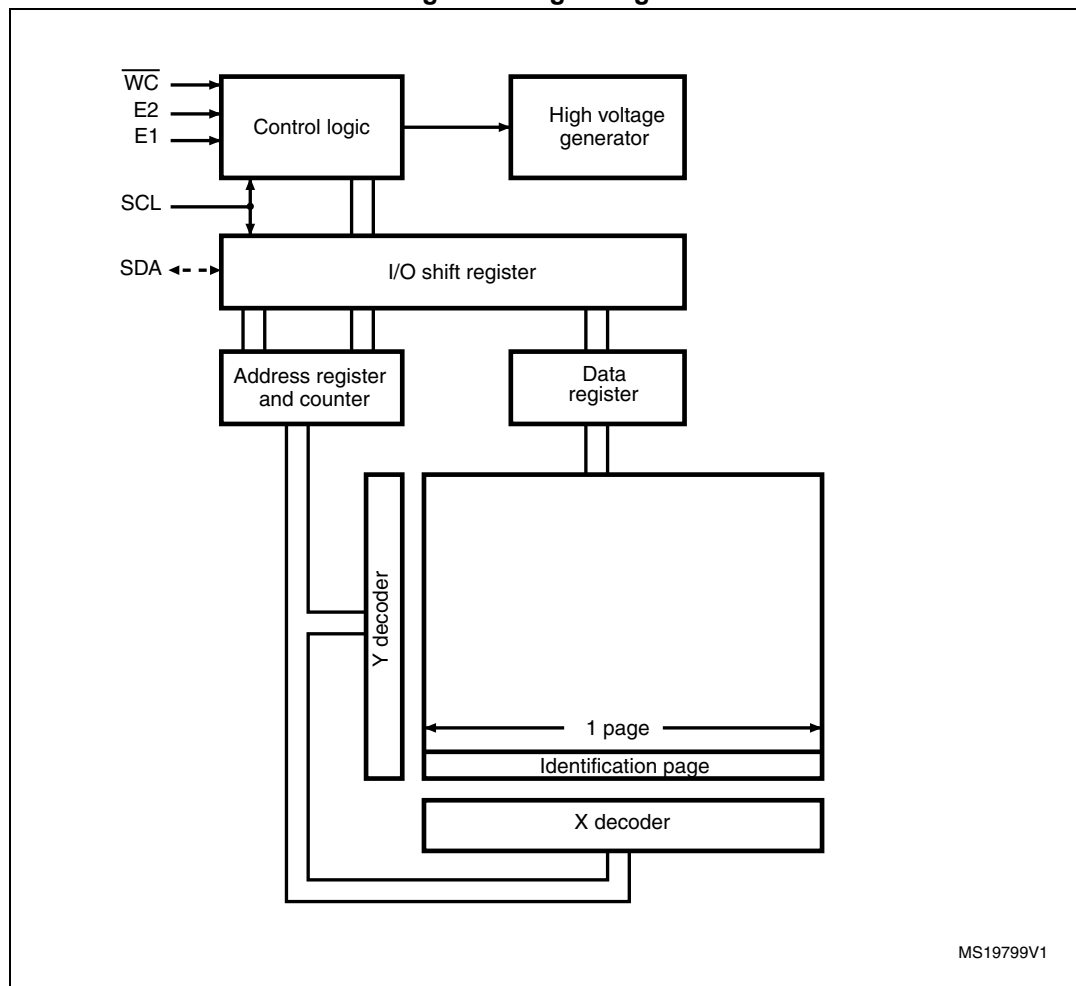 WC
E2
E1
SCL
SDA
Control logic
High voltage
generator
I/O shift register
Address register
and counter
Data
register
Y decoder
1 page
Identification page
X decoder
MS19799V1